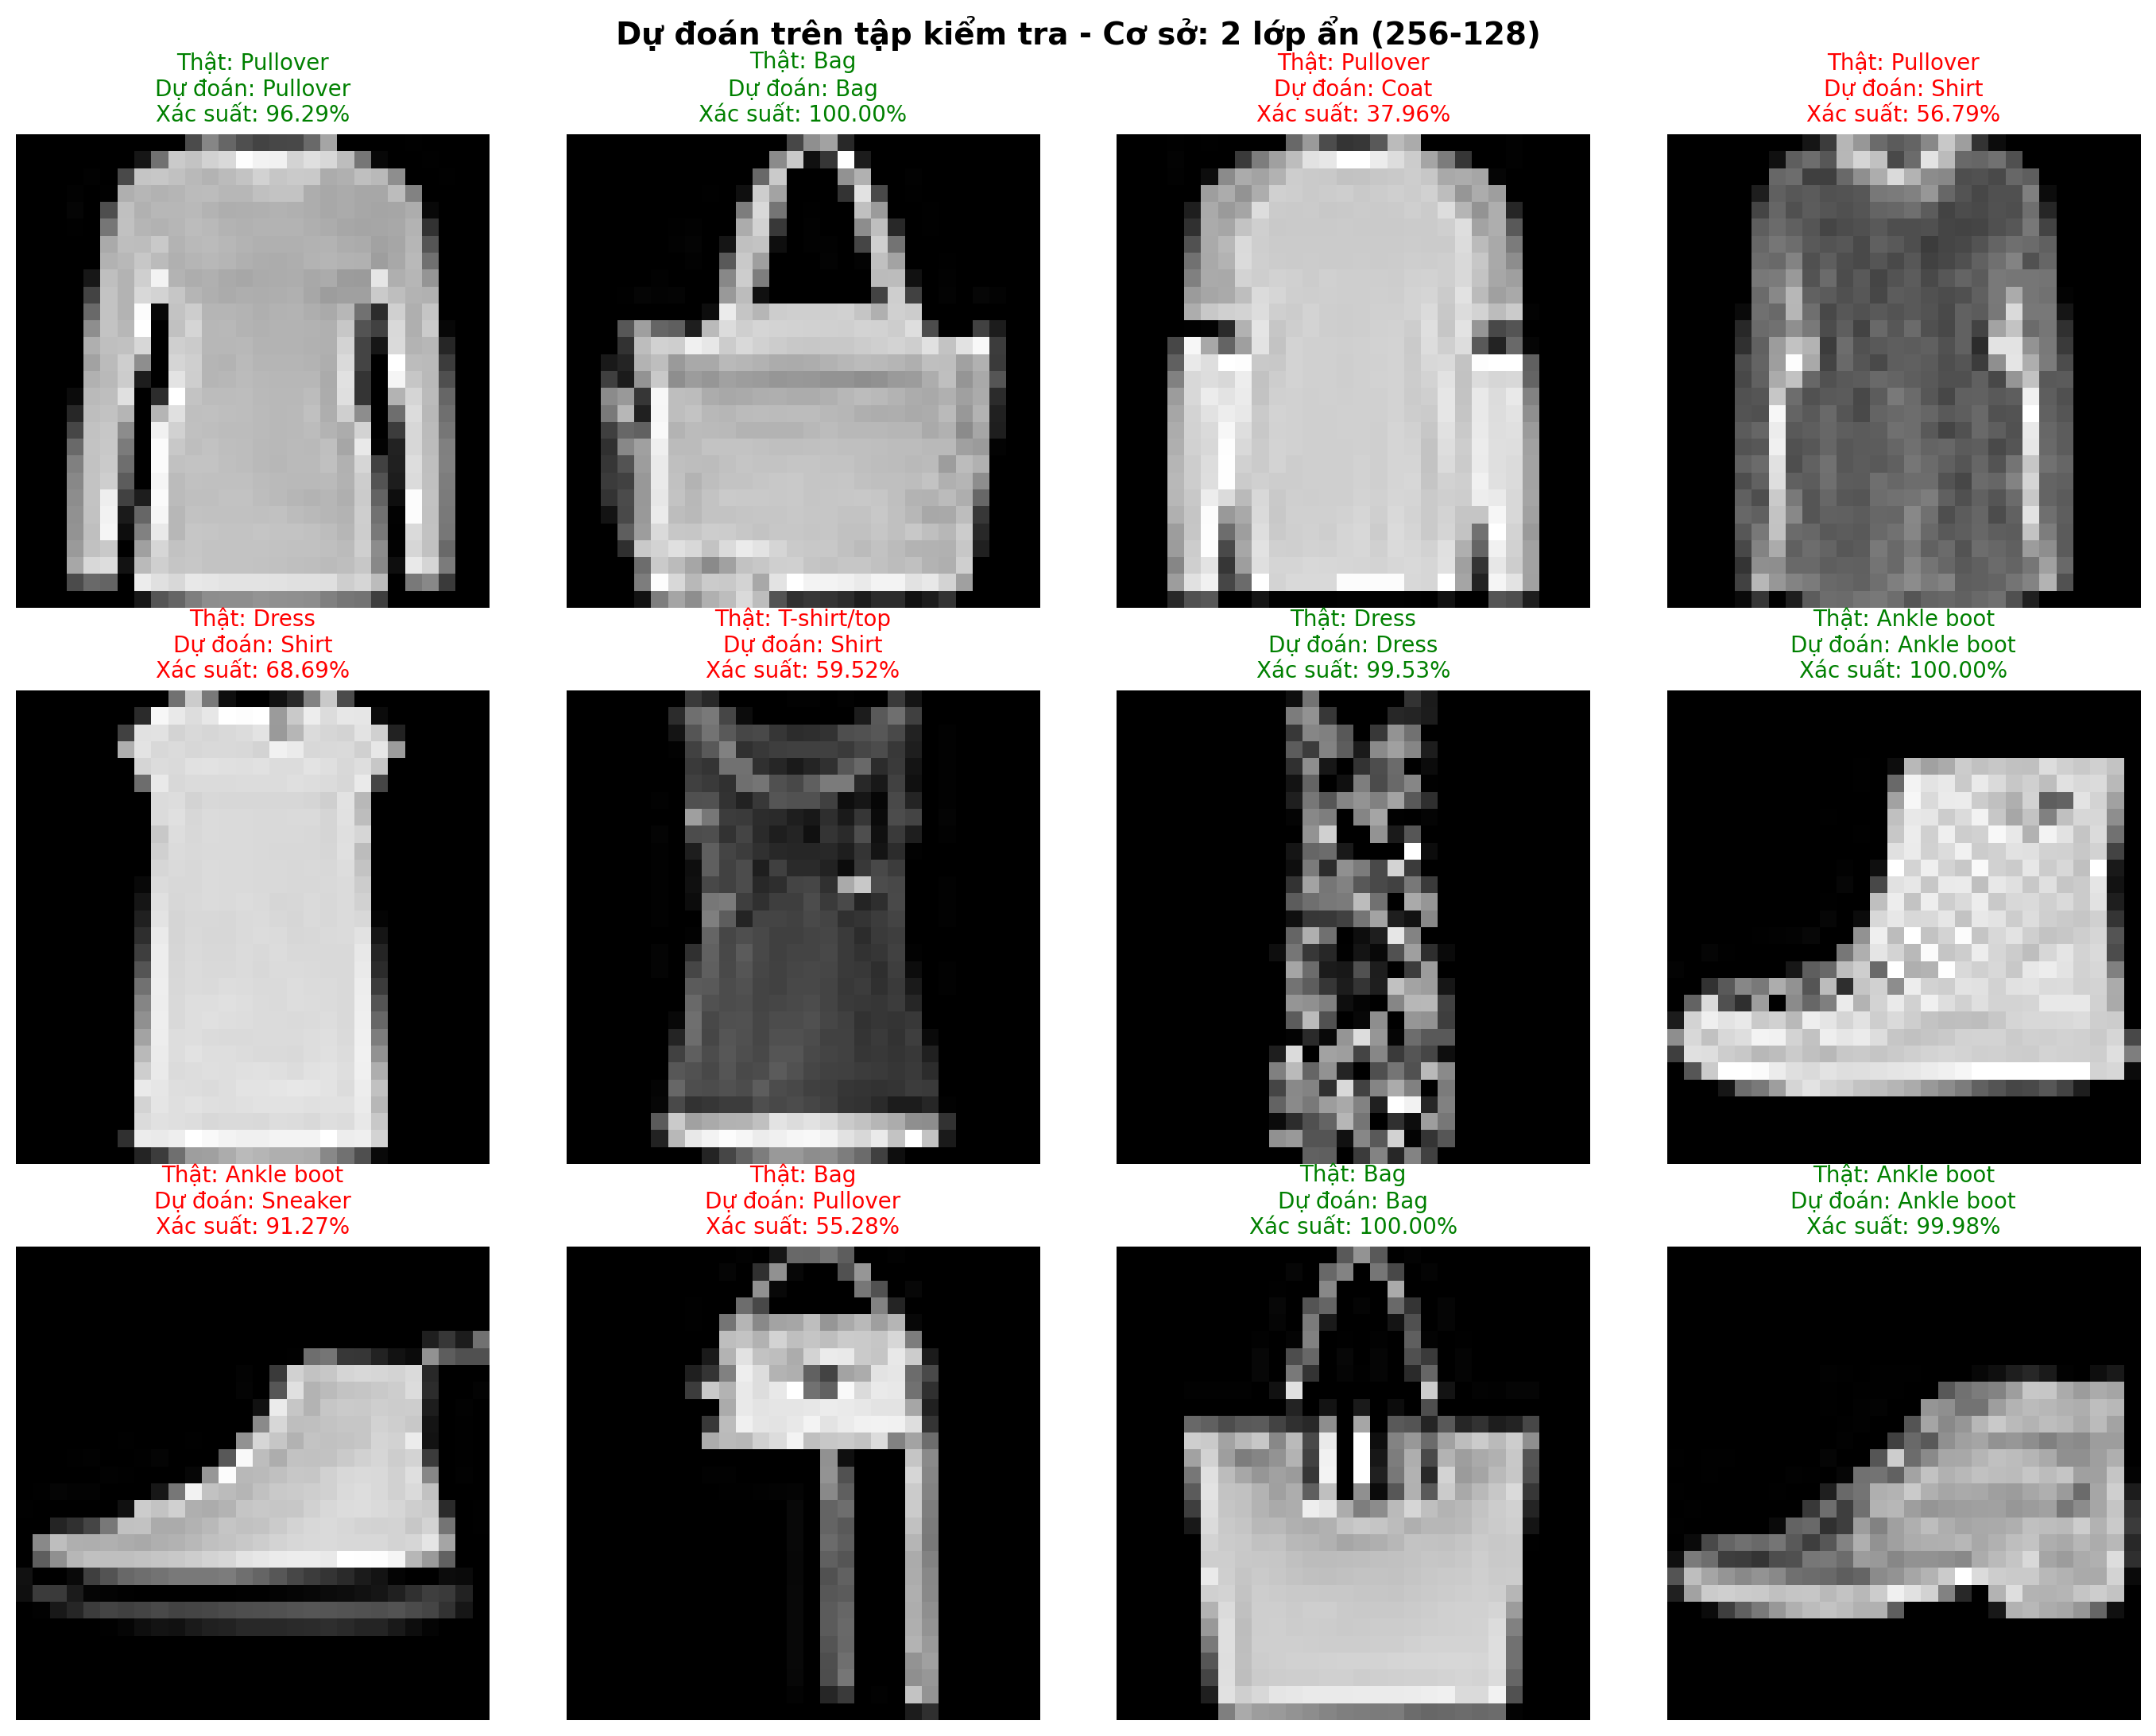 Dự đoán trên tập kiểm tra - Cơ sở: 2 lớp ẩn (256-128)
Thật: Pullover
Dự đoán: Pullover
Xác suất: 96.29%
Thật: Bag
Dự đoán: Bag
Xác suất: 100.00%
Thật: Pullover
Dự đoán: Coat
Xác suất: 37.96%
Thật: Pullover
Dự đoán: Shirt
Xác suất: 56.79%
Thật: Dress
Dự đoán: Shirt
Xác suất: 68.69%
Thật: T-shirt/top
Dự đoán: Shirt
Xác suất: 59.52%
Thật: Dress
Dự đoán: Dress
Xác suất: 99.53%
Thật: Ankle boot
Dự đoán: Ankle boot
Xác suất: 100.00%
Thật: Ankle boot
Dự đoán: Sneaker
Xác suất: 91.27%
Thật: Bag
Dự đoán: Pullover
Xác suất: 55.28%
Thật: Bag
Dự đoán: Bag
Xác suất: 100.00%
Thật: Ankle boot
Dự đoán: Ankle boot
Xác suất: 99.98%